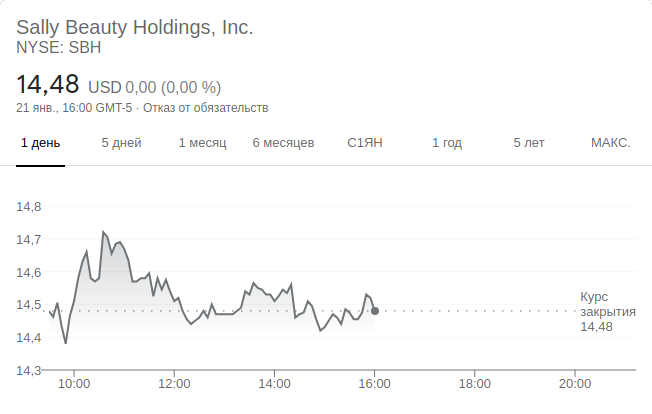 Sally Beauty Holdings, Inc.
NYSE: SBH
14,48 USD 0,00 (0,00 %)
21 янв., 16:00 GMT-5 · Отказ от обязательств
1 день 5 дней 1 месяц 6 месяцев С1ЯН 1 год 5 лет МАКС.
14,8
14,7
14,6
14,5
14,4
14,3
Курс
закрытия
14,48
10:00 12:00 14:00 16:00 18:00 20:00